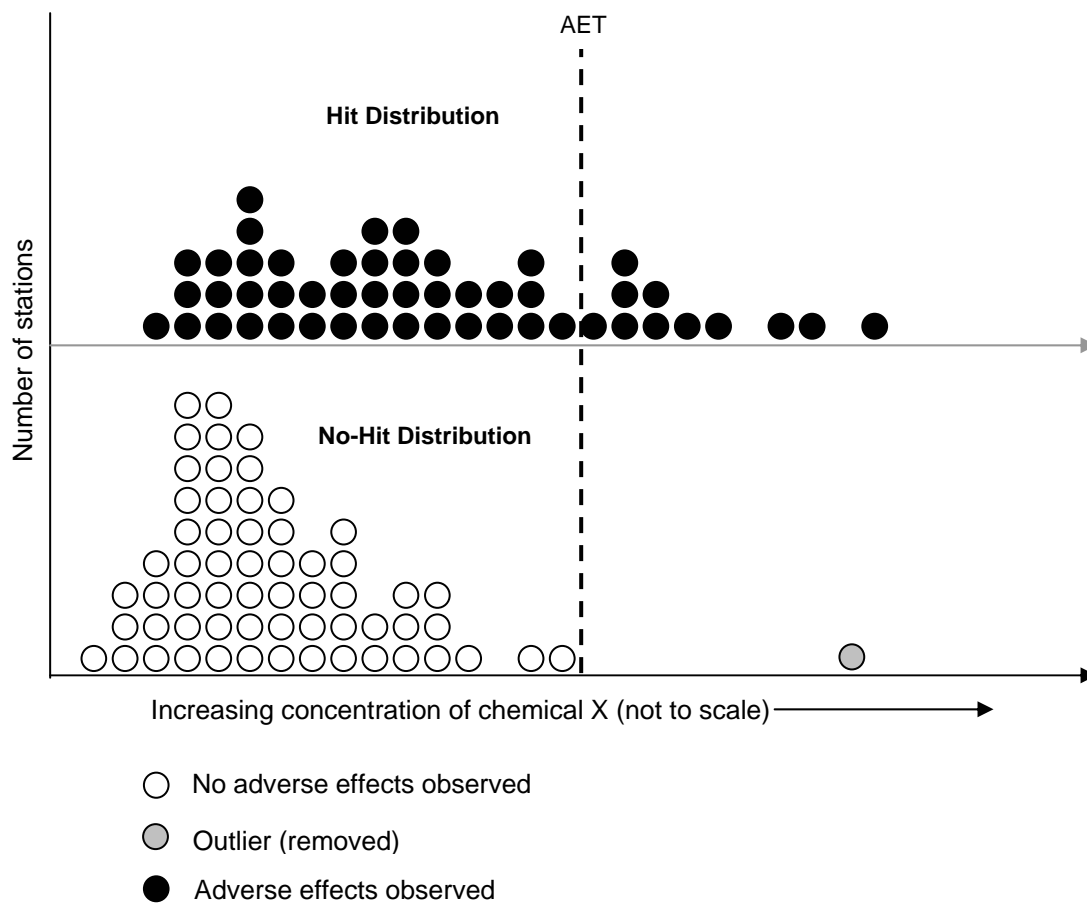 AET
Hit Distribution
Number of stations
No-Hit Distribution
Increasing concentration of chemical X (not to scale)
No adverse effects observed
Outlier (removed)
Adverse effects observed